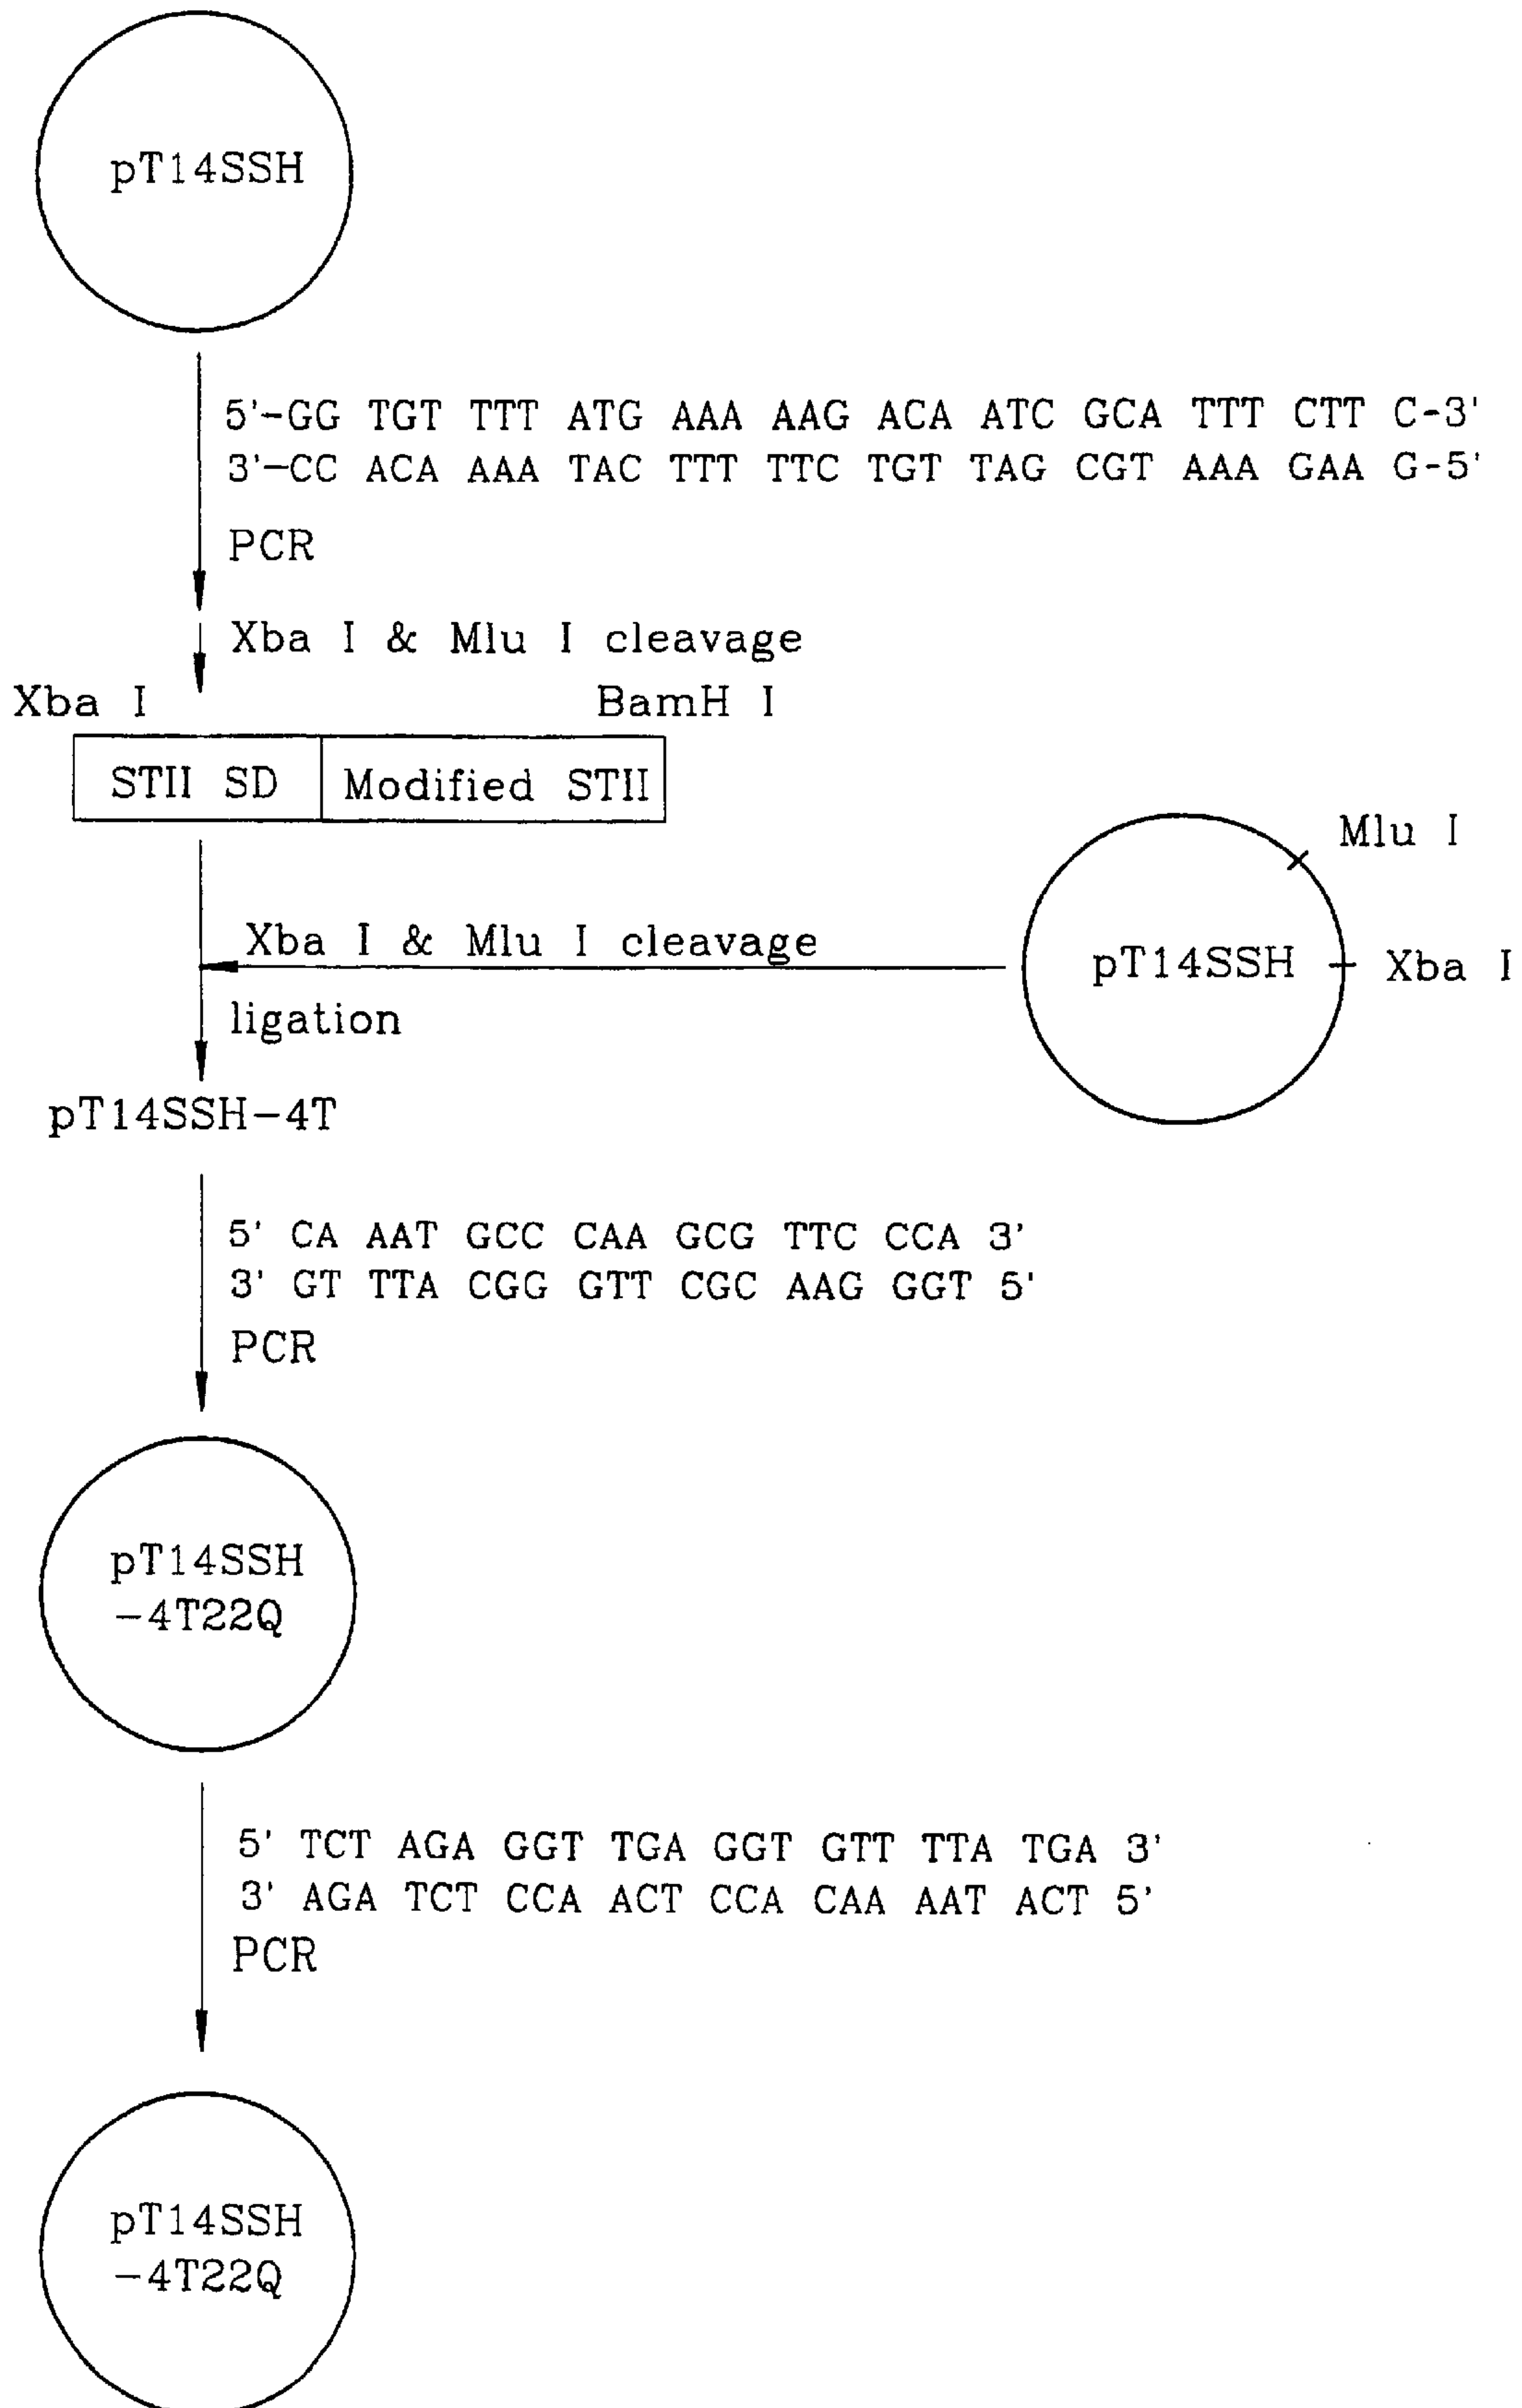 pT14SSH
5'-GG TGT TTT ATG AAA AAG ACA ATC GCA TTT CTT C-3'
3'-CC ACA AAA TAC TTT TTC TGT TAG CGT AAA GAA G-5'
PCR
Xba I & Mlu I cleavage
Xba I
BamH I
STII SD
Modified STII
Mlu I
Xba I & Mlu I cleavage
pT14SSH
Xba I
ligation
pT14SSH-4T
5' CA AAT GCC CAA GCG TTC CCA 3'
3' GT TTA CGG GTT CGC AAG GGT 5'
PCR
pT14SSH
-4T22Q
5' TCT AGA GGT TGA GGT GTT TTA TGA 3'
3' AGA TCT CCA ACT CCA CAA AAT ACT 5'
PCR
pT14SSH
-4T22Q